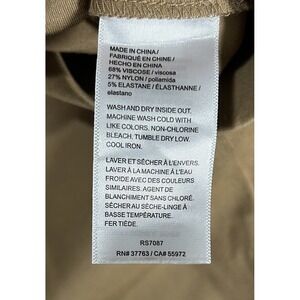 MADE IN CHINA /
FABRIQUÉ EN CHINE /
HECHO EN CHINA
68% VISCOSE / viscosa
27% NYLON / poliamida
5% ELASTANE / ÉLASTHANNE /
elastano
WASH AND DRY INSIDE OUT.
MACHINE WASH COLD WITH
LIKE COLORS. NON-CHLORINE
BLEACH, TUMBLE DRY LOW.
COOL IRON.
LAVER ET SÉCHER À L'ENVERS.
LAVER À LA MACHINE À L'EAU
FROIDE AVEC DES COULEURS
SIMILAIRES. AGENT DE
BLANCHIMENT SANS CHLORÉ.
SÉCHER AU SÈCHE-LINGE À
BASSE TEMPÉRATURE.
FER TIÈDE.
RS7087
RN# 37763 / CA# 55972